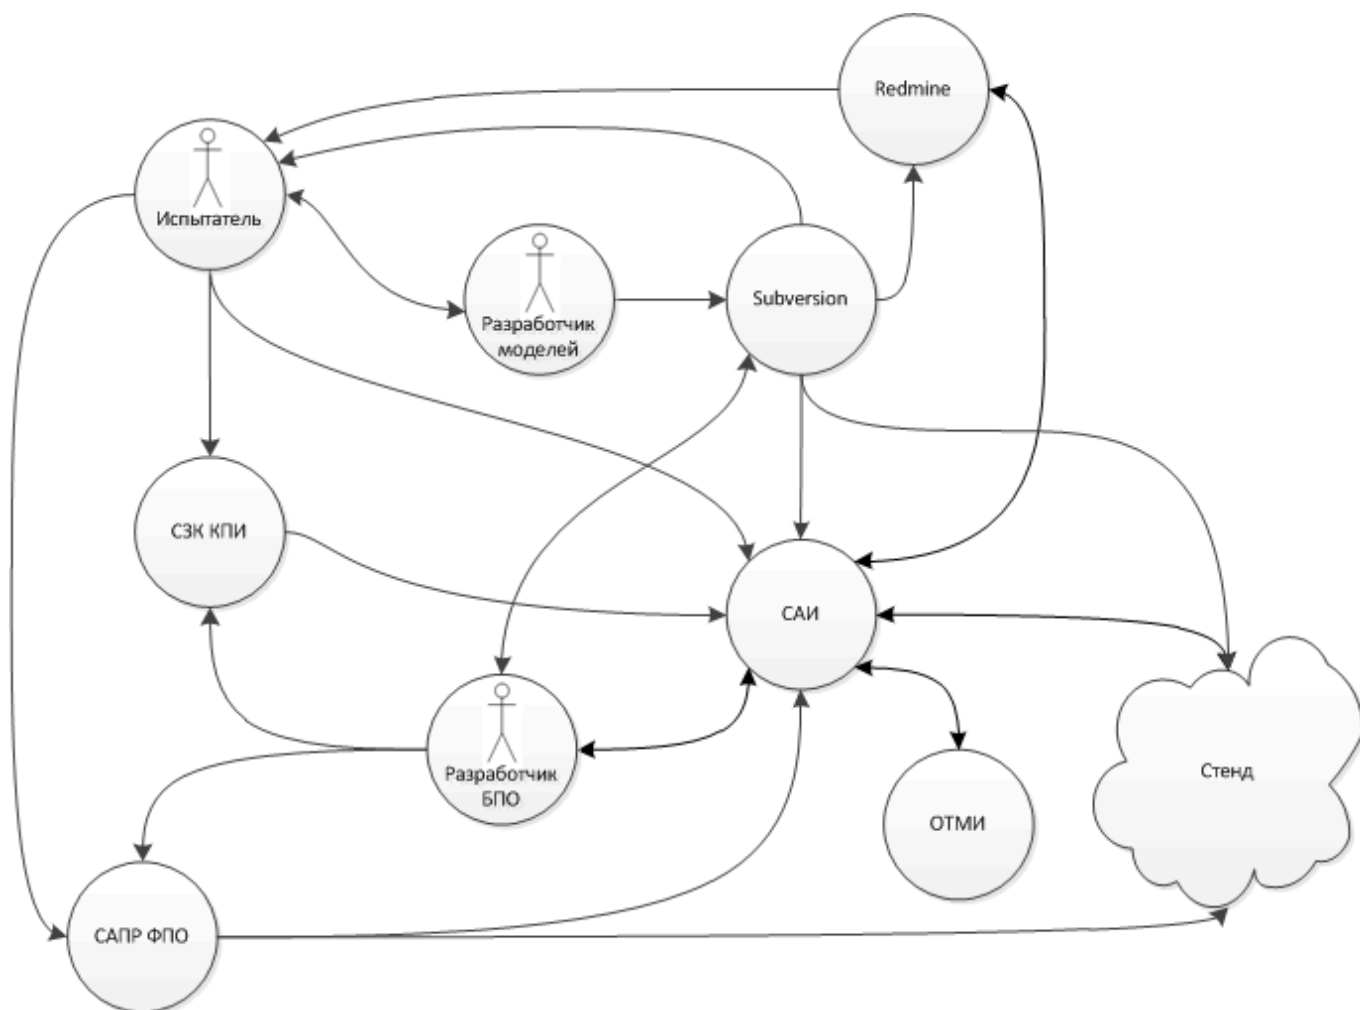 Redmine
Испытатель
Subversion
Разработчик
моделей
СЗК КПИ
САИ
Разработчик
БПО
Стенд
ОТМИ
САПР ФПО